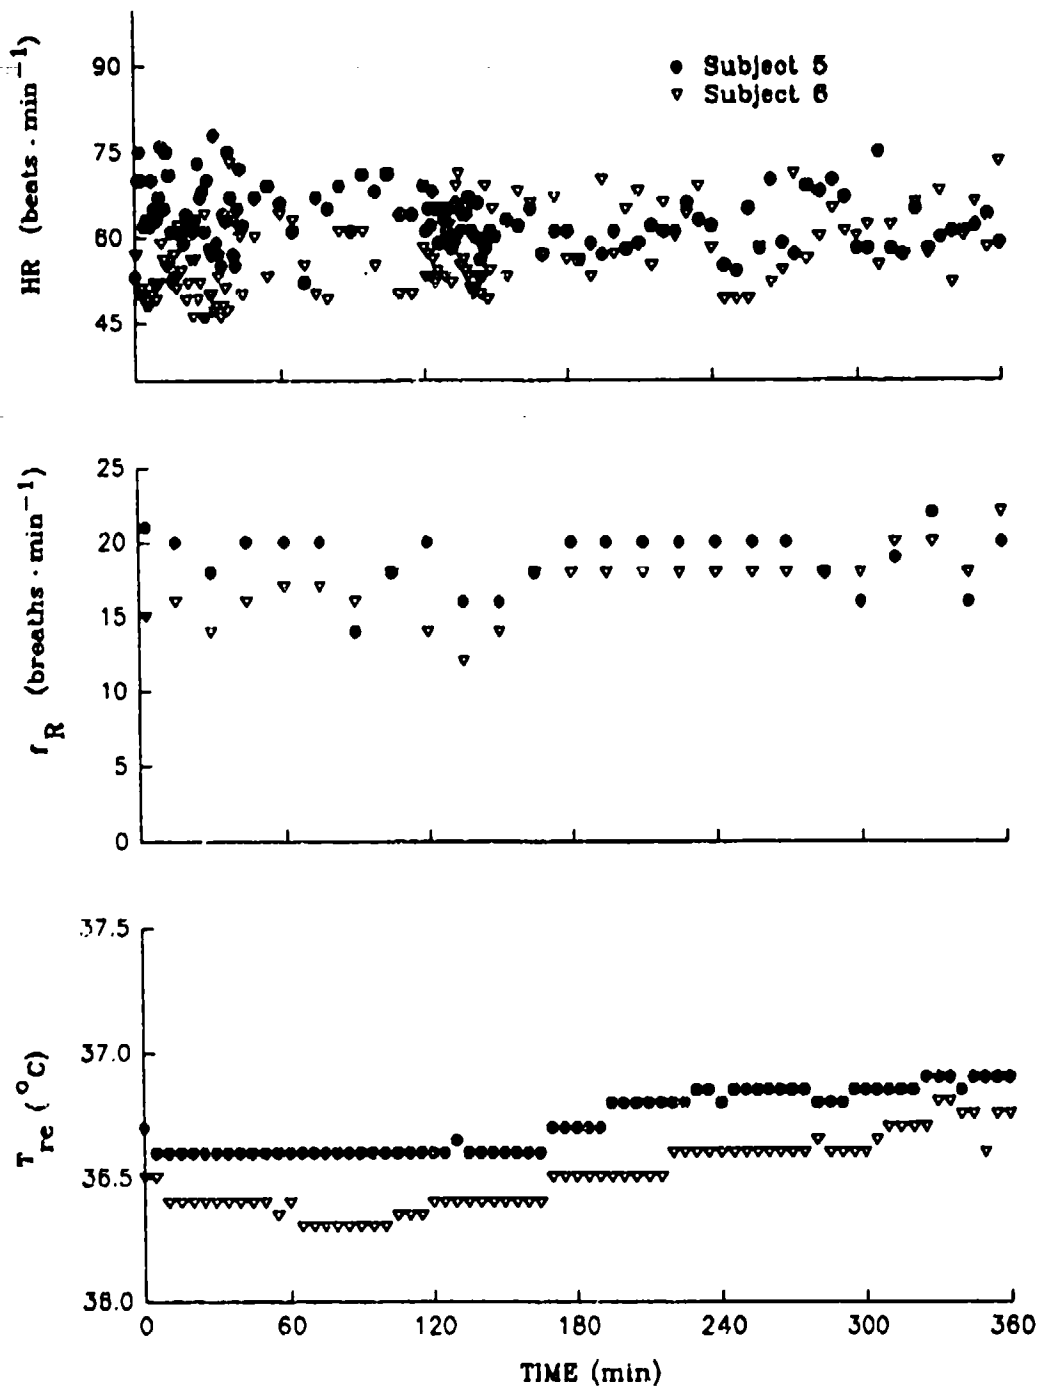 HR (beats · min⁻¹)
90
75
60
45
Subject 5
Subject 6
f_R (breaths · min⁻¹)
25
20
15
10
5
0
T_re (°C)
37.5
37.0
36.5
36.0
0 60 120 180 240 300 360
TIME (min)